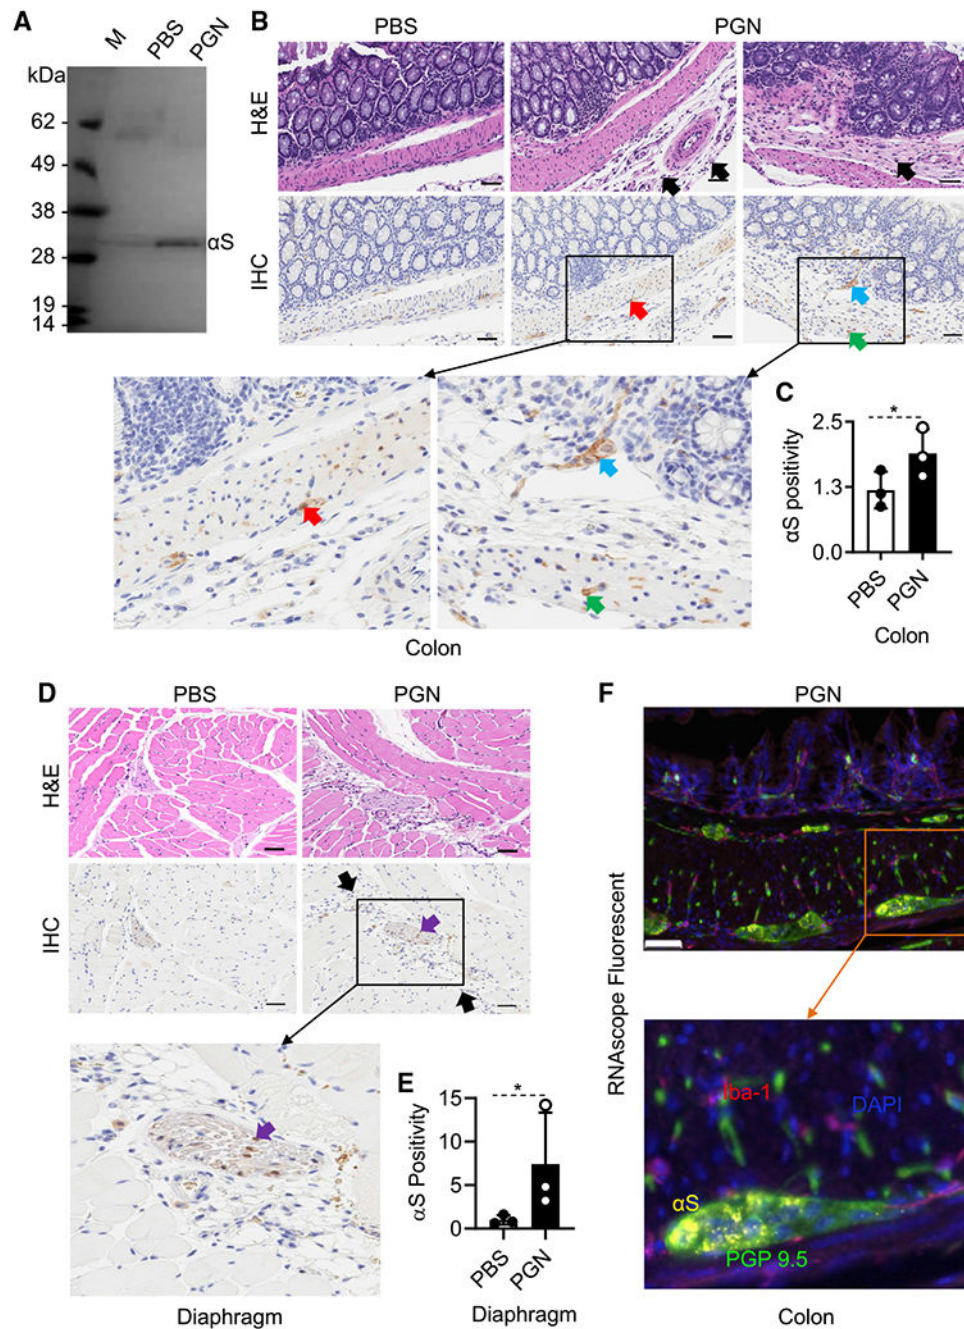 A
M
PBS
PGN
kDa
62
49
38
28
19
14
αS
B
PBS
PGN
H&E
IHC
Colon
C
αS positivity
2.5
1.3
0.0
*
PBS
PGN
Colon
D
PBS
PGN
H&E
IHC
Diaphragm
E
αS Positivity
15
10
5
0
*
PBS
PGN
Diaphragm
F
PGN
RNAscope Fluorescent
Iba-1
DAPI
αS
PGP 9.5
Colon